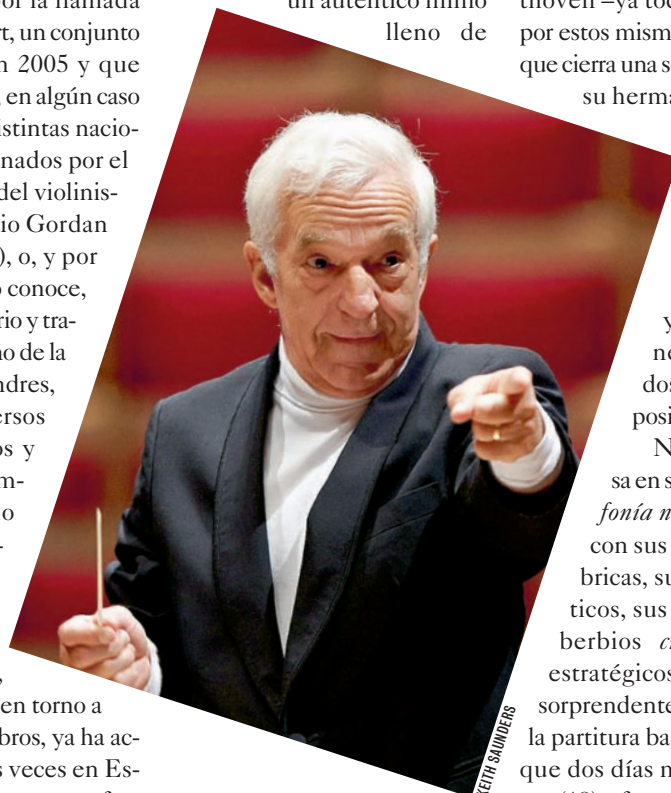 por la llamada
rt, un conjunto
n 2005 y que
, en algún caso
istintas nacio-
nados por el
del violinis-
io Gordan
), o, y por
o conoce,
rio y tra-
no de la
ndres,
ersos
os y
m-
lo
-
,
en torno a
bros, ya ha ac-
s veces en Es-
un auténtico mimo
lleno de
thoven –ya toc
por estos mism
que cierra una s
su herma
y
ne
dos
posi
N
sa en s
fonía n
con sus
bricas, su
ticos, sus
berbios c
estratégicos
sorprendente
la partitura ba
que dos días m
KEITH SAUNDERS